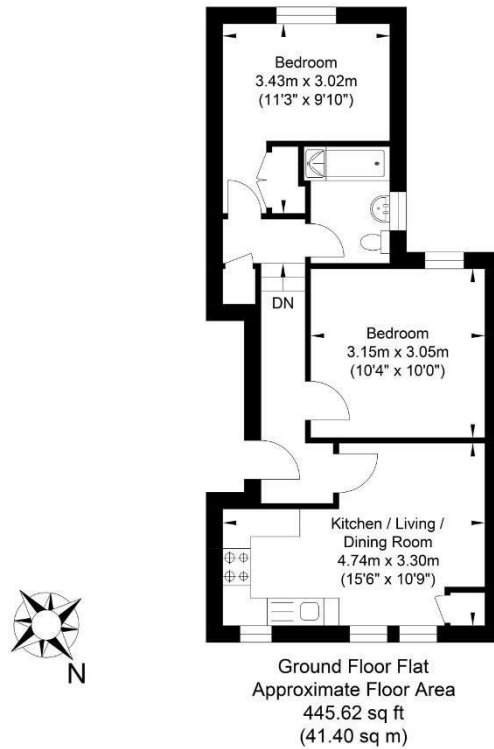 Bedroom
3.43m x 3.02m
(11'3" x 9'10")
DN
Bedroom
3.15m x 3.05m
(10'4" x 10'0")
Kitchen / Living /
Dining Room
4.74m x 3.30m
(15'6" x 10'9")
N
Ground Floor Flat
Approximate Floor Area
445.62 sq ft
(41.40 sq m)